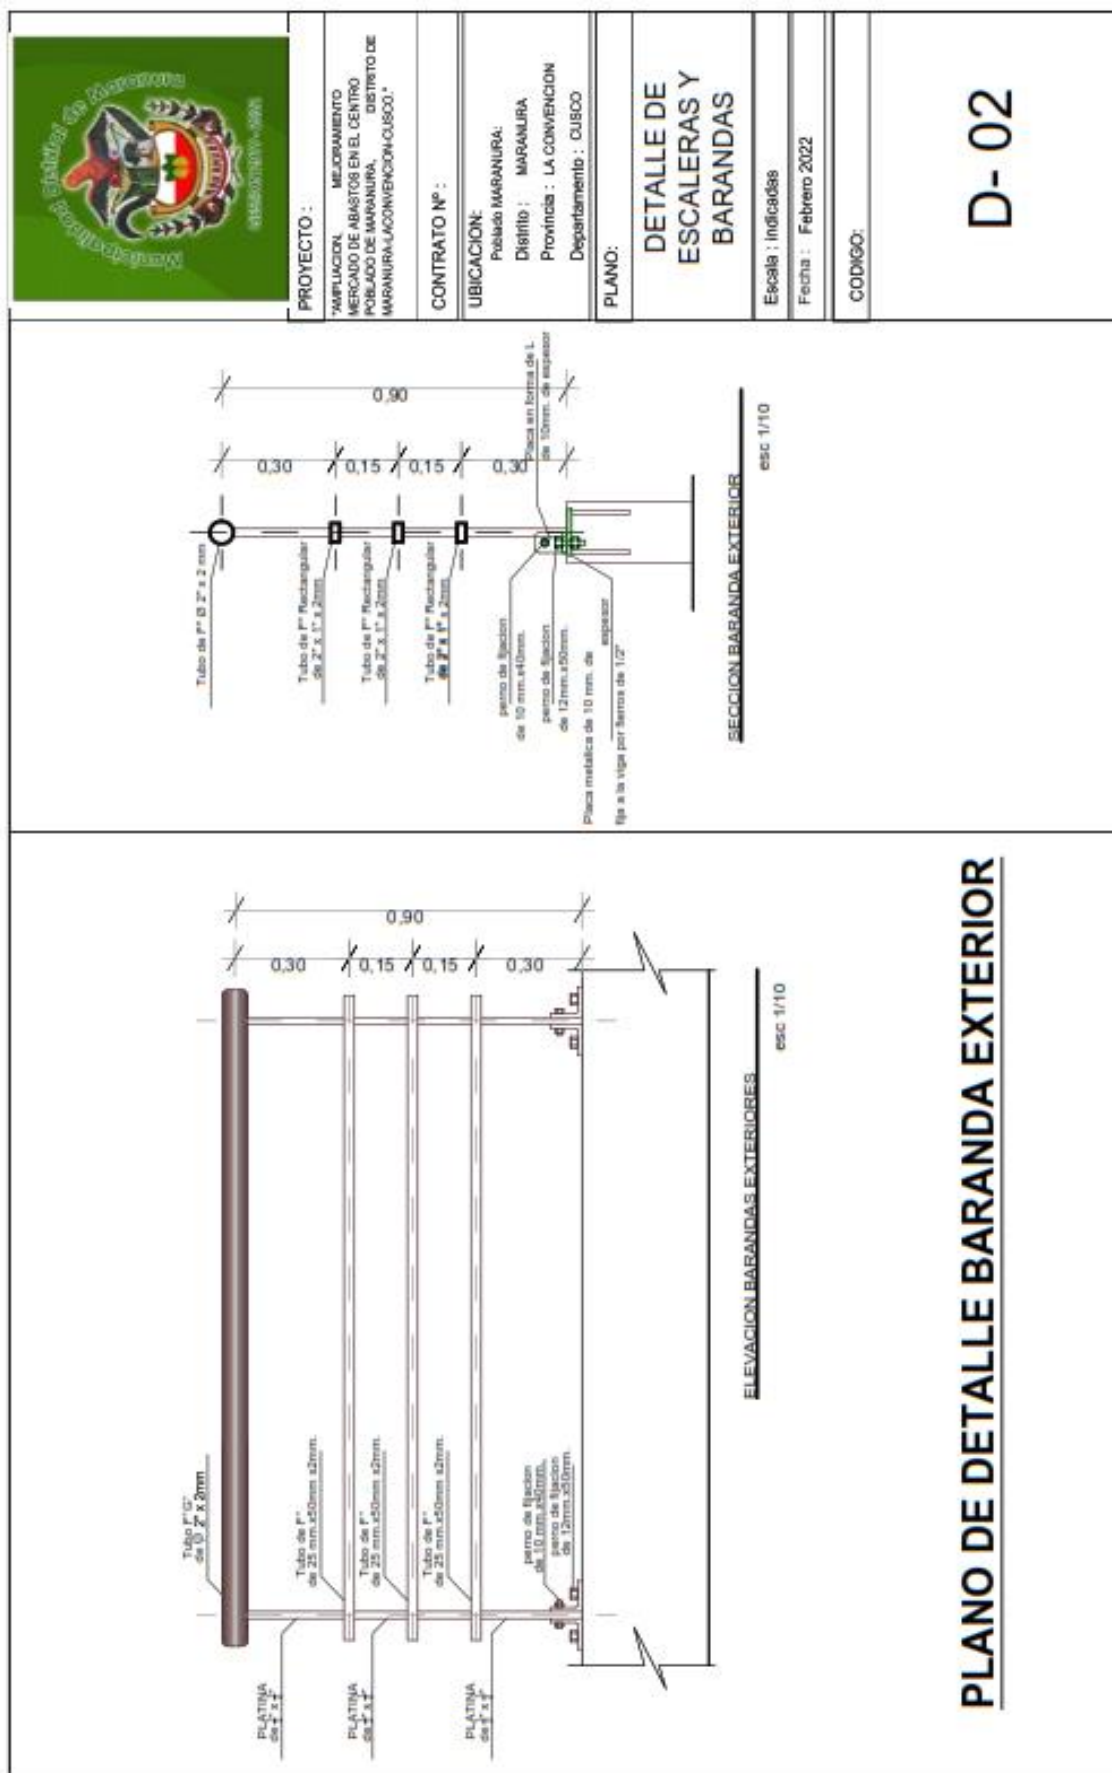 PLANO DE DETALLE BARANDA EXTERIOR
Tubo F°G°
de Ø 2" x 2mm
Tubo de F°
de 25 mm.x50mm x2mm.
Tubo de F°
de 25 mm.x50mm x2mm.
Tubo de F°
de 25 mm.x50mm x2mm.
perno de fijacion
de 10 mm.x40mm.
perno de fijacion
de 12mm.x50mm.
PLATINA
PLATINA
PLATINA
0,30
0,15
0,15
0,30
0,90
ELEVACION BARANDAS EXTERIORES
esc 1/10
Tubo de F° Ø 2" x 2 mm
Tubo de F° Rectangular
de 2" x 1" x 2mm.
Tubo de F° Rectangular
de 2" x 1" x 2mm.
Tubo de F° Rectangular
de 2" x 1" x 2mm.
perno de fijacion
de 10 mm.x40mm.
perno de fijacion
de 12mm.x50mm.
Placa metalica de 10 mm. de
espesor
fija a la viga por fierros de 1/2"
Placa en forma de L
de 10mm. de espesor
0,30
0,15
0,15
0,30
0,90
SECCION BARANDA EXTERIOR
esc 1/10
Municipalidad Distrital de Maranura
PROYECTO :
"AMPLIACION, MEJORAMIENTO
MERCADO DE ABASTOS EN EL CENTRO
POBLADO DE MARANURA, DISTRITO DE
MARANURA-LACONVENCION-CUSCO."
CONTRATO Nº :
UBICACION:
Poblado MARANURA:
Distrito : MARANURA
Provincia : LA CONVENCION
Departamento : CUSCO
PLANO:
DETALLE DE
ESCALERAS Y
BARANDAS
Escala : indicadas
Fecha : Febrero 2022
CODIGO:
D- 02